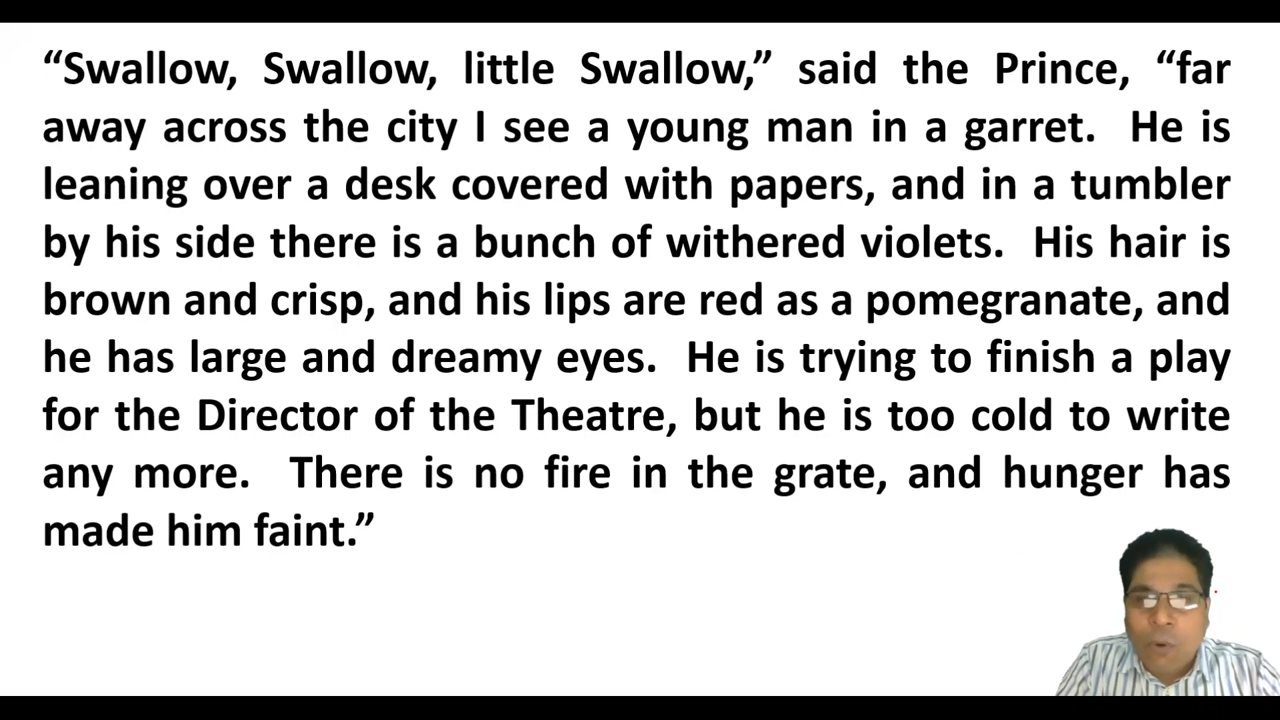 “Swallow, Swallow, little Swallow,” said the Prince, “far
away across the city I see a young man in a garret.  He is
leaning over a desk covered with papers, and in a tumbler
by his side there is a bunch of withered violets.  His hair is
brown and crisp, and his lips are red as a pomegranate, and
he has large and dreamy eyes.  He is trying to finish a play
for the Director of the Theatre, but he is too cold to write
any more.  There is no fire in the grate, and hunger has
made him faint.”